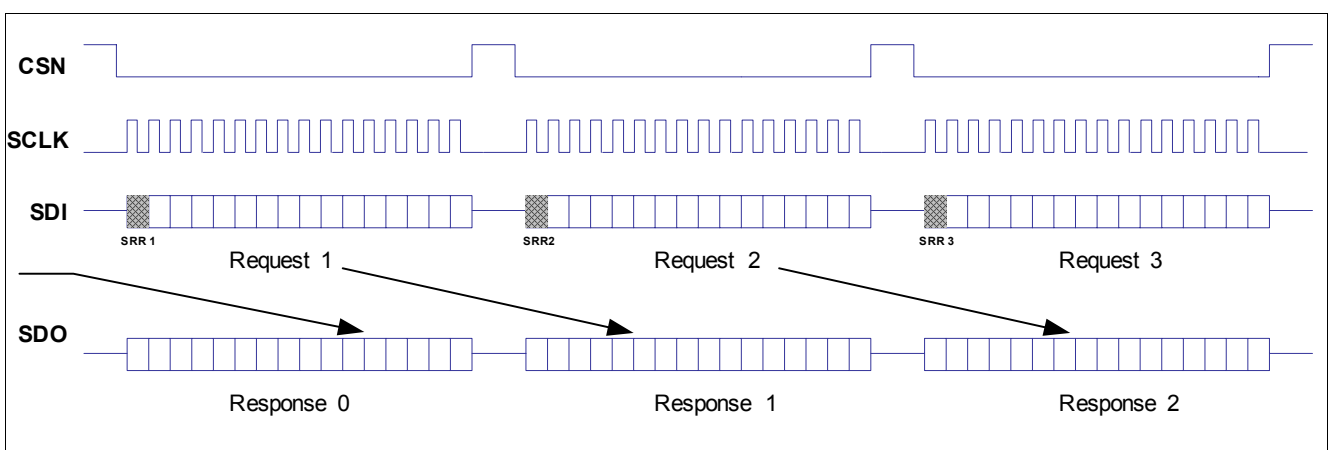 CSN
SCLK
SDI
SRR 1 SRR2 SRR 3
Request 1 Request 2 Request 3
SDO
Response 0 Response 1 Response 2